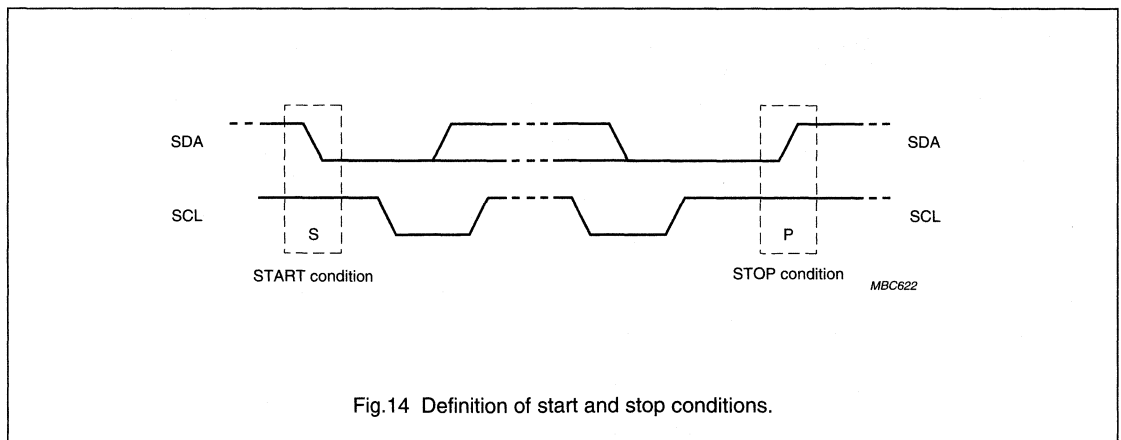 SDA
SDA
SCL
SCL
S
P
START condition
STOP condition
MBC622
Fig.14 Definition of start and stop conditions.